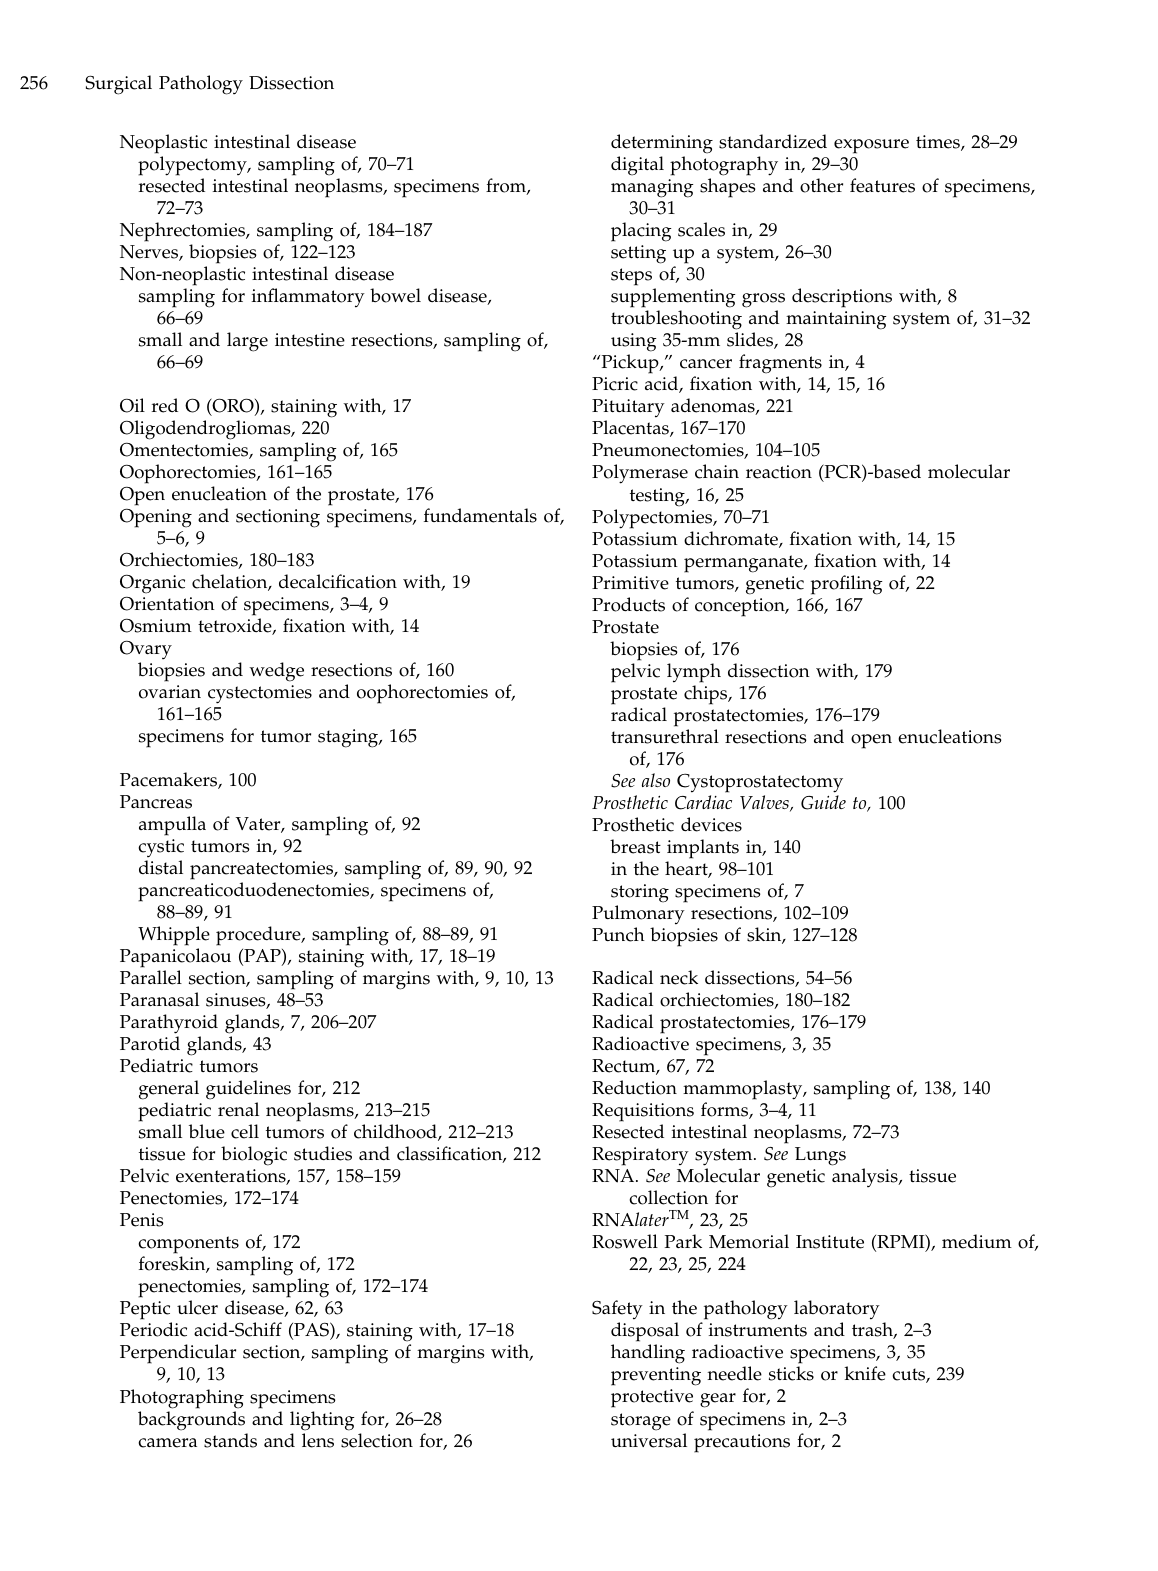 256 Surgical Pathology Dissection
Neoplastic intestinal disease
polypectomy, sampling of, 70–71
resected intestinal neoplasms, specimens from,
72–73
Nephrectomies, sampling of, 184–187
Nerves, biopsies of, 122–123
Non-neoplastic intestinal disease
sampling for inflammatory bowel disease,
66–69
small and large intestine resections, sampling of,
66–69
Oil red O (ORO), staining with, 17
Oligodendrogliomas, 220
Omentectomies, sampling of, 165
Oophorectomies, 161–165
Open enucleation of the prostate, 176
Opening and sectioning specimens, fundamentals of,
5–6, 9
Orchiectomies, 180–183
Organic chelation, decalcification with, 19
Orientation of specimens, 3–4, 9
Osmium tetroxide, fixation with, 14
Ovary
biopsies and wedge resections of, 160
ovarian cystectomies and oophorectomies of,
161–165
specimens for tumor staging, 165
Pacemakers, 100
Pancreas
ampulla of Vater, sampling of, 92
cystic tumors in, 92
distal pancreatectomies, sampling of, 89, 90, 92
pancreaticoduodenectomies, specimens of,
88–89, 91
Whipple procedure, sampling of, 88–89, 91
Papanicolaou (PAP), staining with, 17, 18–19
Parallel section, sampling of margins with, 9, 10, 13
Paranasal sinuses, 48–53
Parathyroid glands, 7, 206–207
Parotid glands, 43
Pediatric tumors
general guidelines for, 212
pediatric renal neoplasms, 213–215
small blue cell tumors of childhood, 212–213
tissue for biologic studies and classification, 212
Pelvic exenterations, 157, 158–159
Penectomies, 172–174
Penis
components of, 172
foreskin, sampling of, 172
penectomies, sampling of, 172–174
Peptic ulcer disease, 62, 63
Periodic acid-Schiff (PAS), staining with, 17–18
Perpendicular section, sampling of margins with,
9, 10, 13
Photographing specimens
backgrounds and lighting for, 26–28
camera stands and lens selection for, 26
determining standardized exposure times, 28–29
digital photography in, 29–30
managing shapes and other features of specimens,
30–31
placing scales in, 29
setting up a system, 26–30
steps of, 30
supplementing gross descriptions with, 8
troubleshooting and maintaining system of, 31–32
using 35-mm slides, 28
“Pickup,” cancer fragments in, 4
Picric acid, fixation with, 14, 15, 16
Pituitary adenomas, 221
Placentas, 167–170
Pneumonectomies, 104–105
Polymerase chain reaction (PCR)-based molecular
testing, 16, 25
Polypectomies, 70–71
Potassium dichromate, fixation with, 14, 15
Potassium permanganate, fixation with, 14
Primitive tumors, genetic profiling of, 22
Products of conception, 166, 167
Prostate
biopsies of, 176
pelvic lymph dissection with, 179
prostate chips, 176
radical prostatectomies, 176–179
transurethral resections and open enucleations
of, 176
See also Cystoprostatectomy
Prosthetic Cardiac Valves, Guide to, 100
Prosthetic devices
breast implants in, 140
in the heart, 98–101
storing specimens of, 7
Pulmonary resections, 102–109
Punch biopsies of skin, 127–128
Radical neck dissections, 54–56
Radical orchiectomies, 180–182
Radical prostatectomies, 176–179
Radioactive specimens, 3, 35
Rectum, 67, 72
Reduction mammoplasty, sampling of, 138, 140
Requisitions forms, 3–4, 11
Resected intestinal neoplasms, 72–73
Respiratory system. See Lungs
RNA. See Molecular genetic analysis, tissue
collection for
RNAlater™, 23, 25
Roswell Park Memorial Institute (RPMI), medium of,
22, 23, 25, 224
Safety in the pathology laboratory
disposal of instruments and trash, 2–3
handling radioactive specimens, 3, 35
preventing needle sticks or knife cuts, 239
protective gear for, 2
storage of specimens in, 2–3
universal precautions for, 2